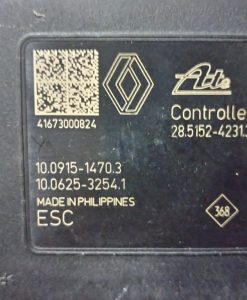 Ate
41673000824
Controlle
28.5152-4231.
10.0915-1470.3
10.0625-3254.1
MADE IN PHILIPPINES
ESC
368